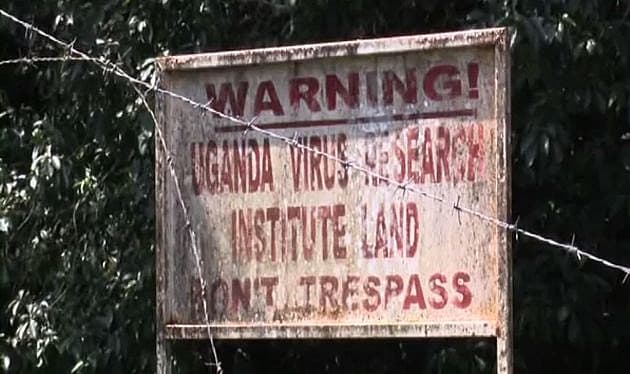 WARNING!
UGANDA VIRUS RESEARCH
INSTITUTE LAND
DON'T TRESPASS